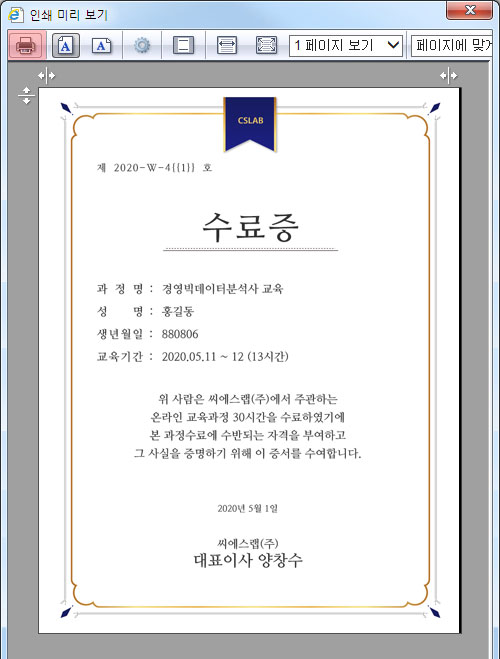 인쇄 미리 보기
1 페이지 보기
페이지에 맞게
A
A
CSLAB
제 2020-W-4{{1}} 호
수료증
과 정 명 : 경영빅데이터분석사 교육
성 명 : 홍길동
생년월일 : 880806
교육기간 : 2020.05.11 ~ 12 (13시간)
위 사람은 씨에스랩(주)에서 주관하는
온라인 교육과정 30시간을 수료하였기에
본 과정수료에 수반되는 자격을 부여하고
그 사실을 증명하기 위해 이 증서를 수여합니다.
2020년 5월 1일
씨에스랩(주)
대표이사 양창수